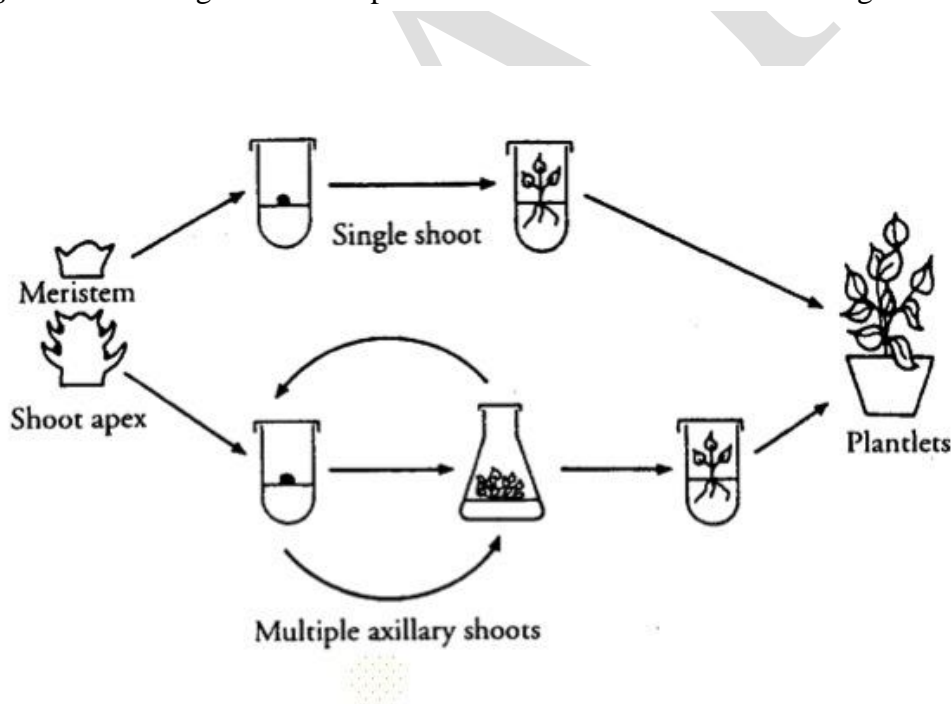 Single shoot
Meristem
Shoot apex
Plantlets
Multiple axillary shoots